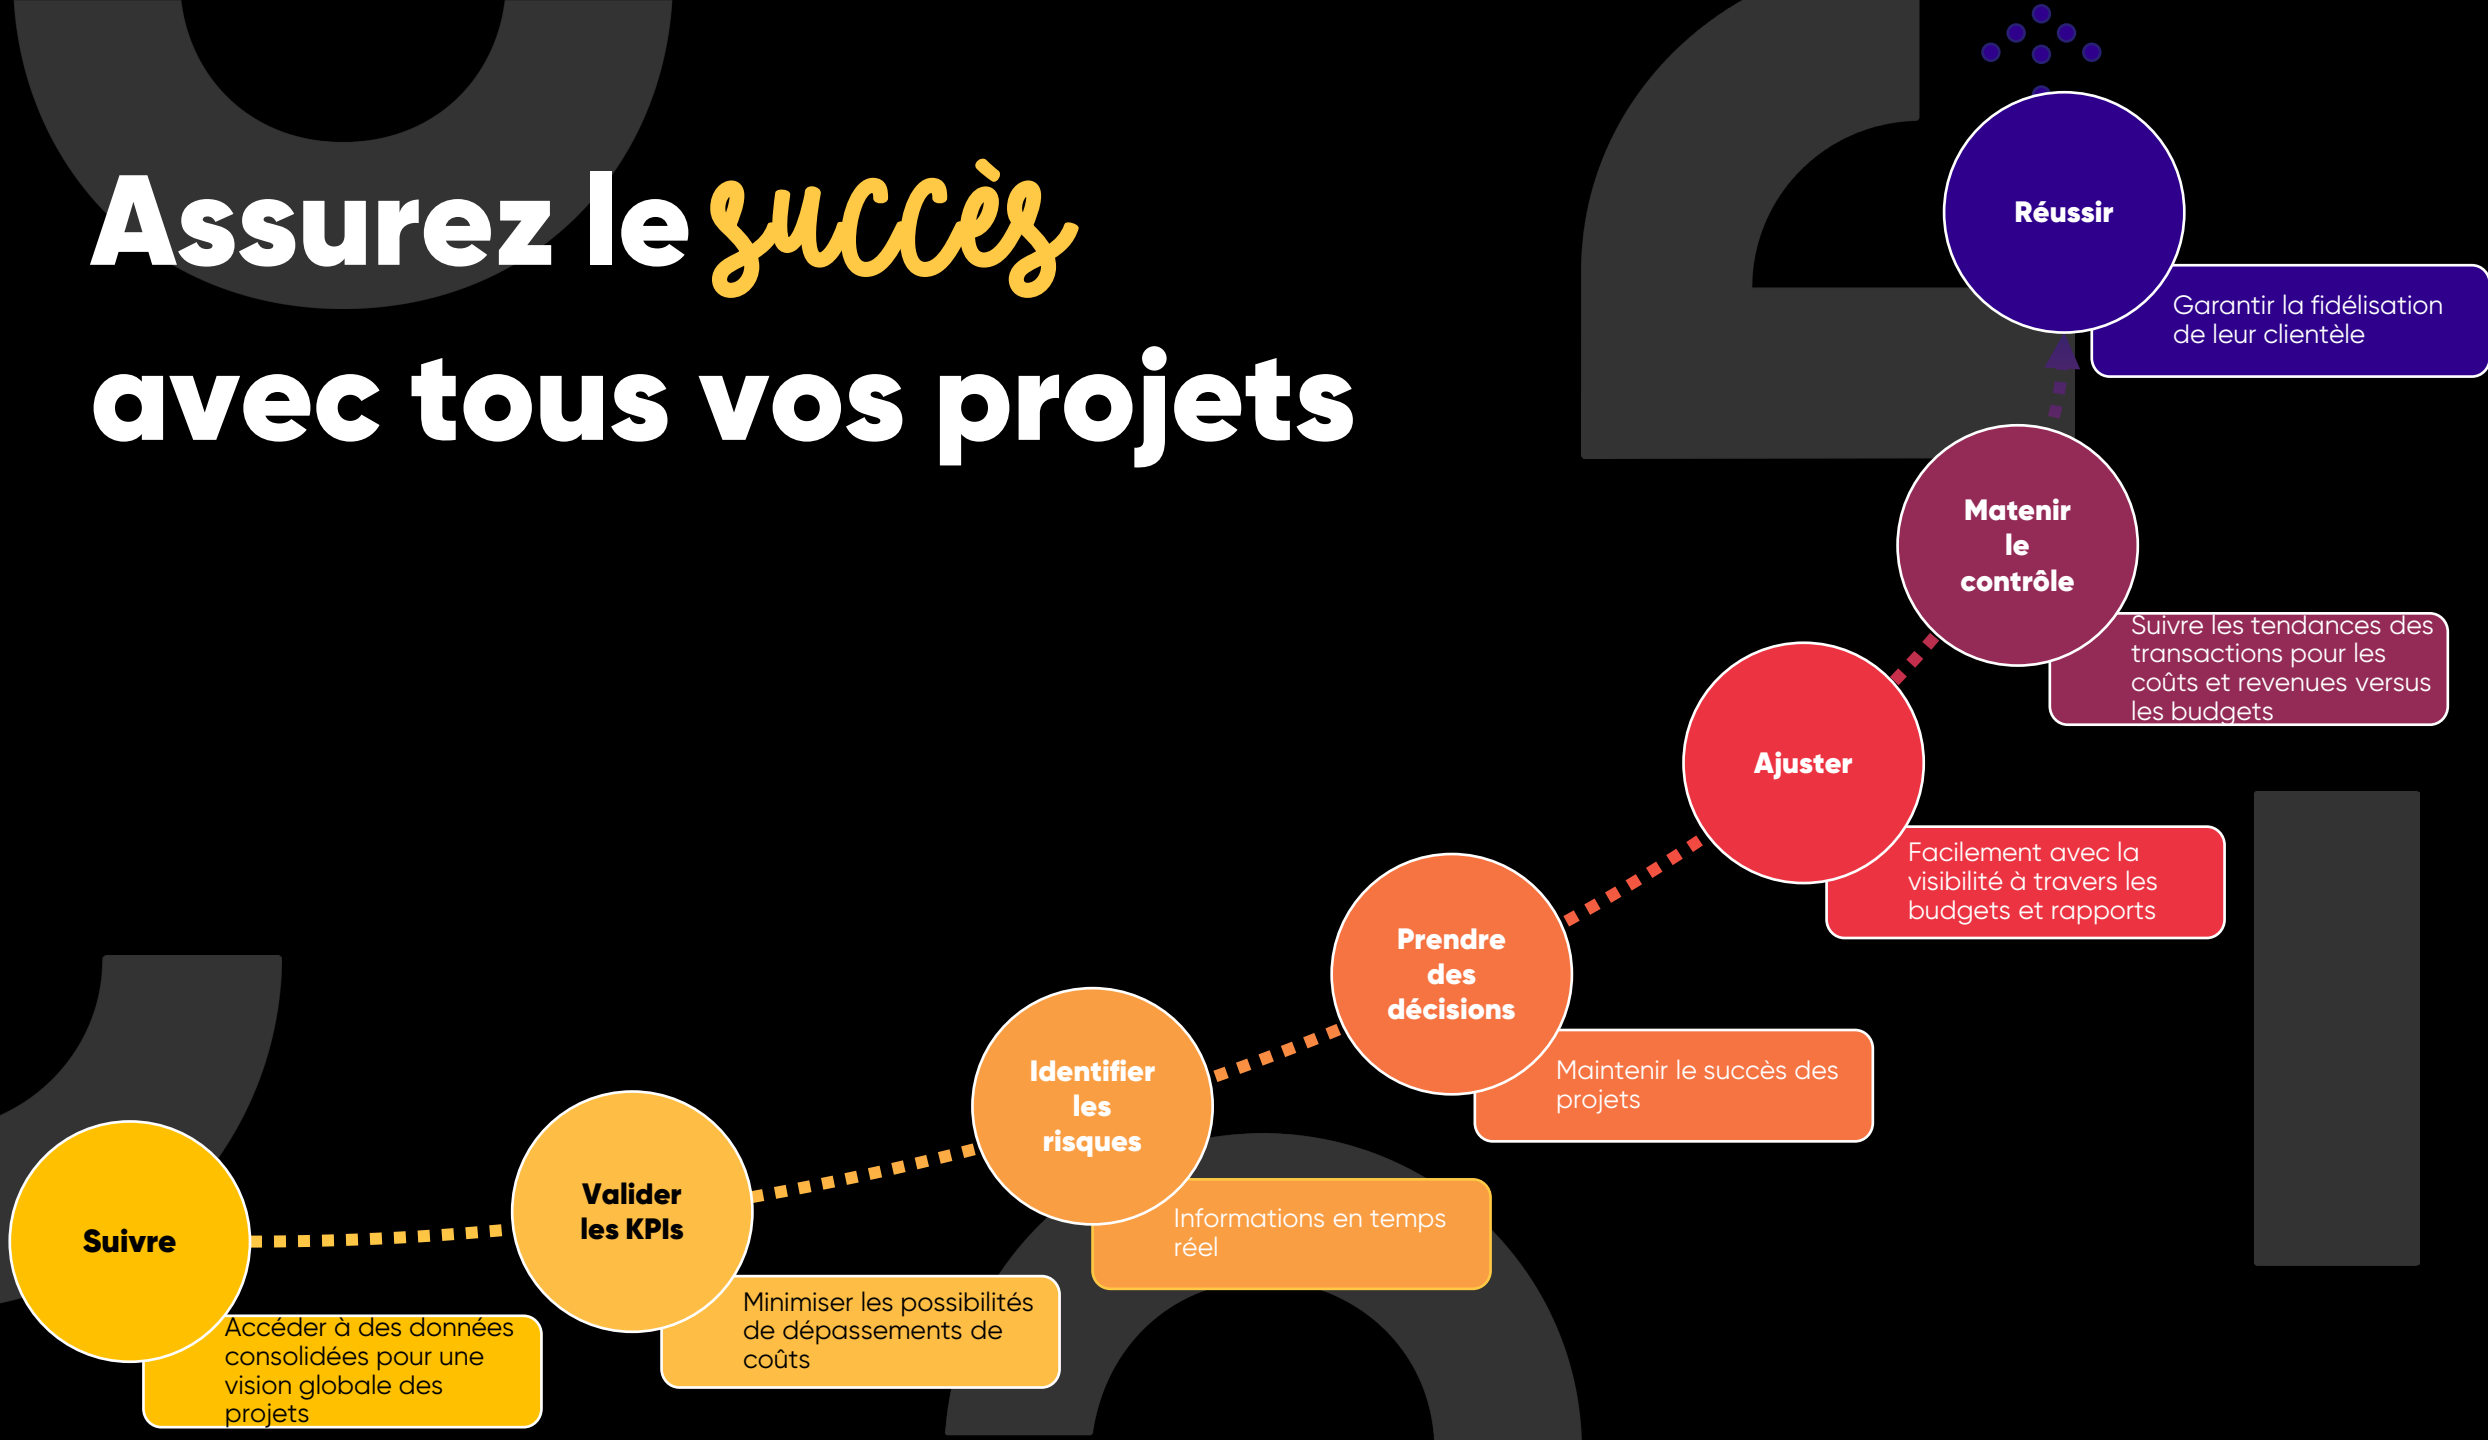 Assurez le succès
avec tous vos projets
Suivre
Accéder à des données
consolidées pour une
vision globale des
projets
Valider
les KPIs
Minimiser les possibilités
de dépassements de
coûts
Identifier
les
risques
Informations en temps
réel
Prendre
des
décisions
Maintenir le succès des
projets
Ajuster
Facilement avec la
visibilité à travers les
budgets et rapports
Matenir
le
contrôle
Suivre les tendances des
transactions pour les
coûts et revenues versus
les budgets
Réussir
Garantir la fidélisation
de leur clientèle